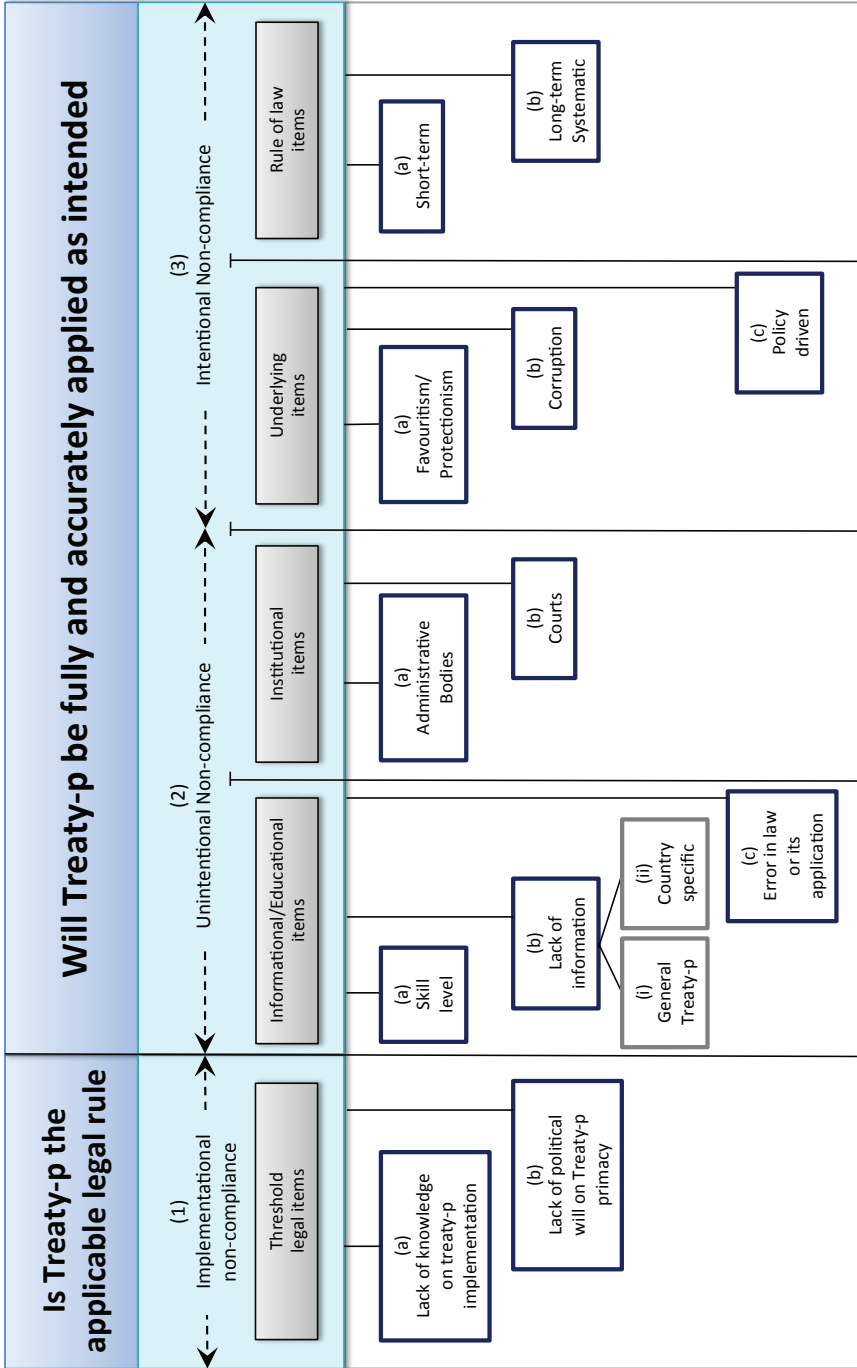 Is Treaty-p the
applicable legal rule
Will Treaty-p be fully and accurately applied as intended
(1)
Implementational
non-compliance
(2)
Unintentional Non-compliance
(3)
Intentional Non-compliance
Threshold
legal items
Informational/Educational
items
Institutional
items
Underlying
items
Rule of law
items
(a)
Lack of knowledge
on treaty-p
implementation
(b)
Lack of political
will on Treaty-p
primacy
(a)
Skill
level
(b)
Lack of
information
(i)
General
Treaty-p
(ii)
Country
specific
(c)
Error in law
or its
application
(a)
Administrative
Bodies
(b)
Courts
(a)
Favouritism/
Protectionism
(b)
Corruption
(c)
Policy
driven
(a)
Short-term
(b)
Long-term
Systematic